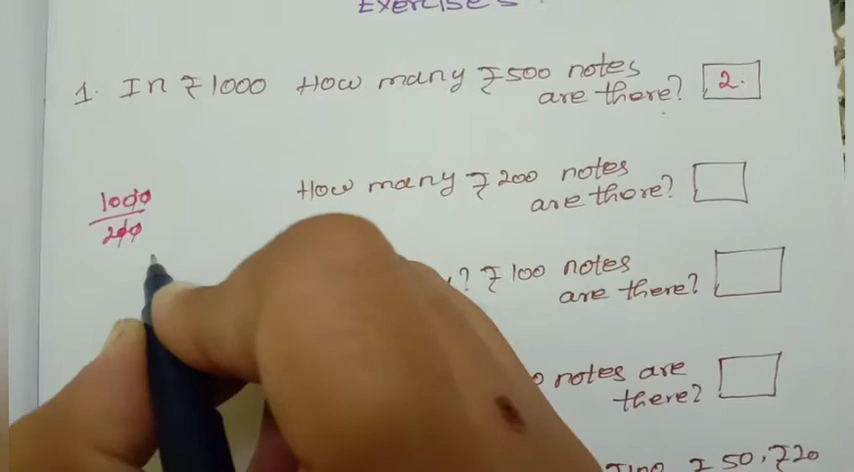 Exercise
1. In ₹1000 How many ₹500 notes
are there? 2.
How many ₹200 notes
are there?
1000
200
? ₹100 notes
are there?
notes are
there?
₹50, ₹20